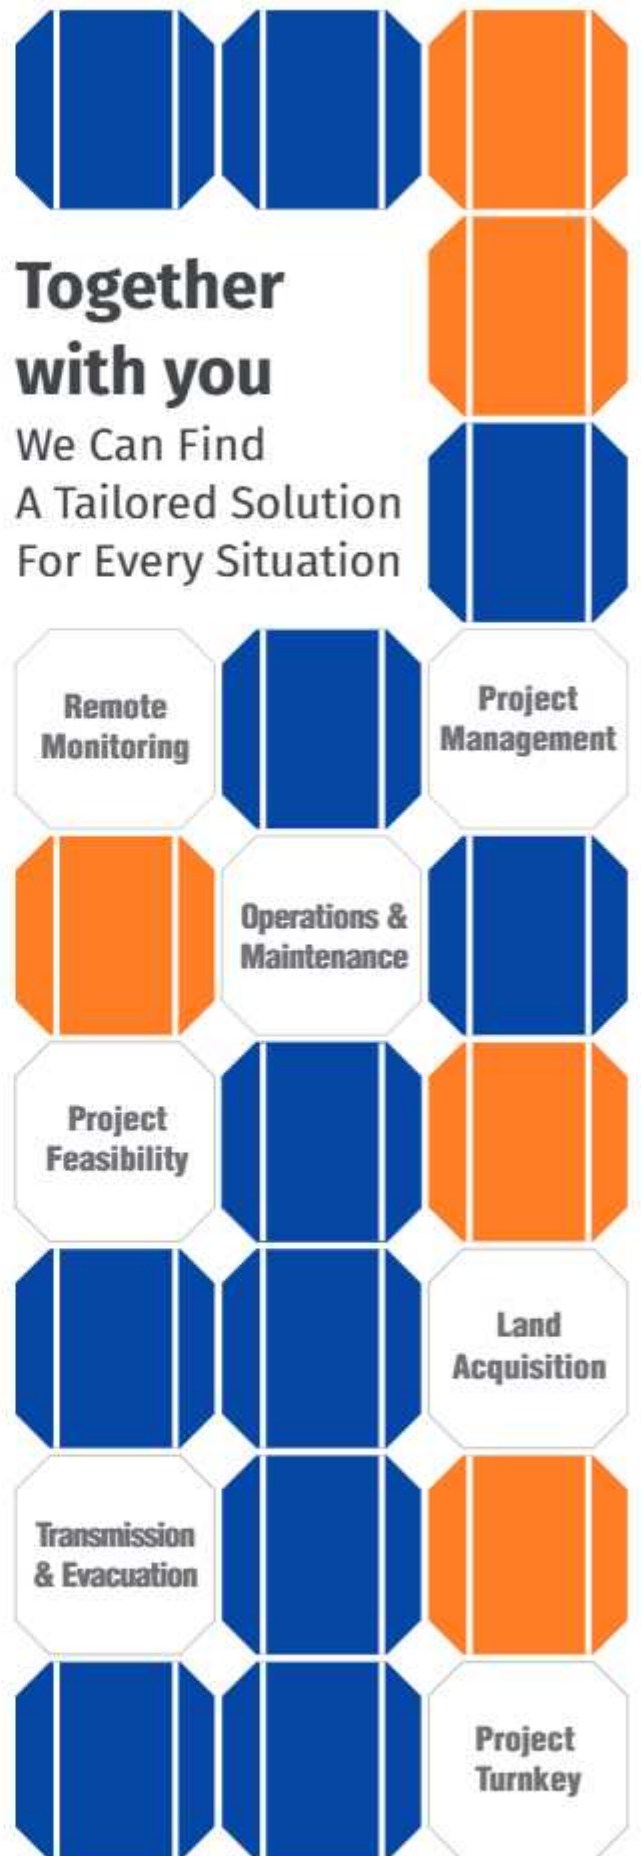 Together
with you
We Can Find
A Tailored Solution
For Every Situation
Remote
Monitoring
Project
Management
Operations &
Maintenance
Project
Feasibility
Land
Acquisition
Transmission
& Evacuation
Project
Turnkey